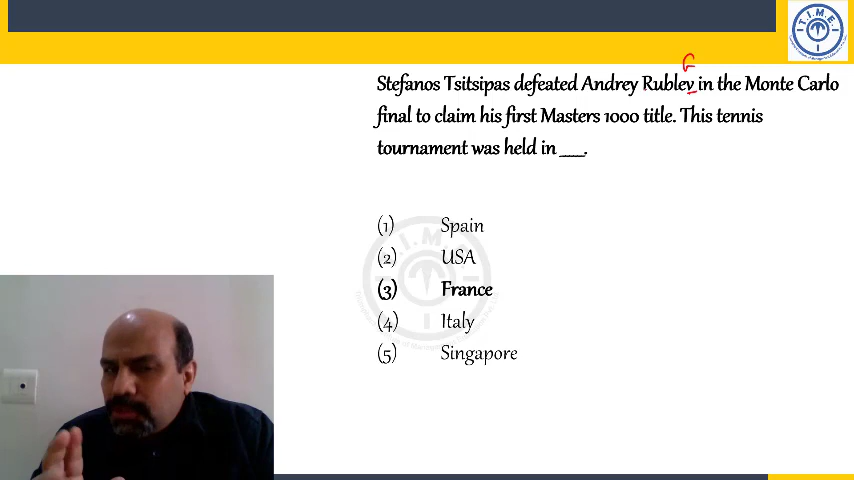 T.I.M.E.
Stefanos Tsitsipas defeated Andrey Rublev in the Monte Carlo
final to claim his first Masters 1000 title. This tennis
tournament was held in ____.
(1) Spain
(2) USA
(3) France
(4) Italy
(5) Singapore